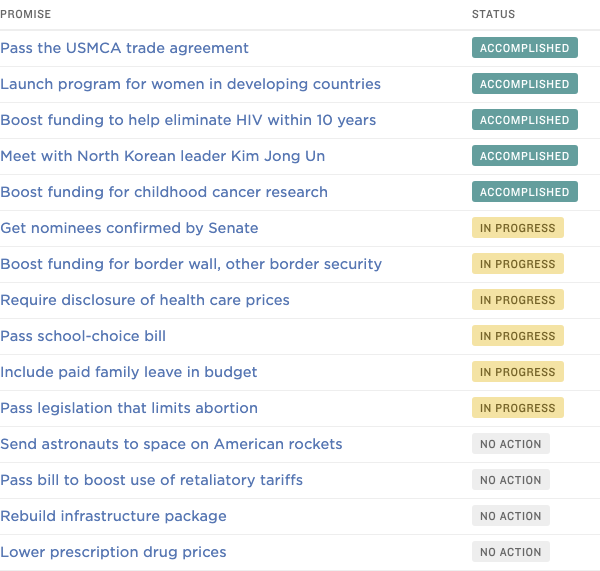 PROMISE STATUS
Pass the USMCA trade agreement ACCOMPLISHED
Launch program for women in developing countries ACCOMPLISHED
Boost funding to help eliminate HIV within 10 years ACCOMPLISHED
Meet with North Korean leader Kim Jong Un ACCOMPLISHED
Boost funding for childhood cancer research ACCOMPLISHED
Get nominees confirmed by Senate IN PROGRESS
Boost funding for border wall, other border security IN PROGRESS
Require disclosure of health care prices IN PROGRESS
Pass school-choice bill IN PROGRESS
Include paid family leave in budget IN PROGRESS
Pass legislation that limits abortion IN PROGRESS
Send astronauts to space on American rockets NO ACTION
Pass bill to boost use of retaliatory tariffs NO ACTION
Rebuild infrastructure package NO ACTION
Lower prescription drug prices NO ACTION